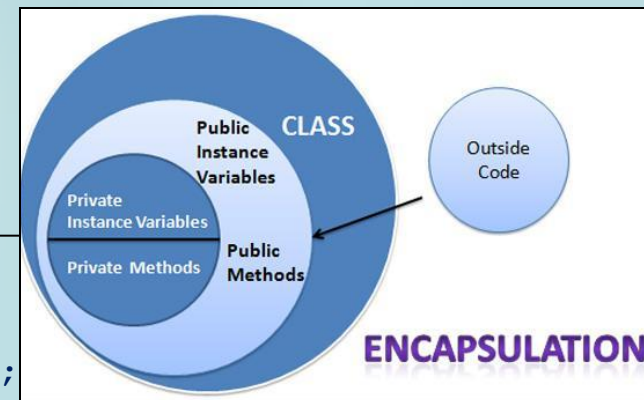 CLASS
Public
Instance
Variables
Private
Instance Variables
Private Methods
Public
Methods
Outside
Code
ENCAPSULATION
;